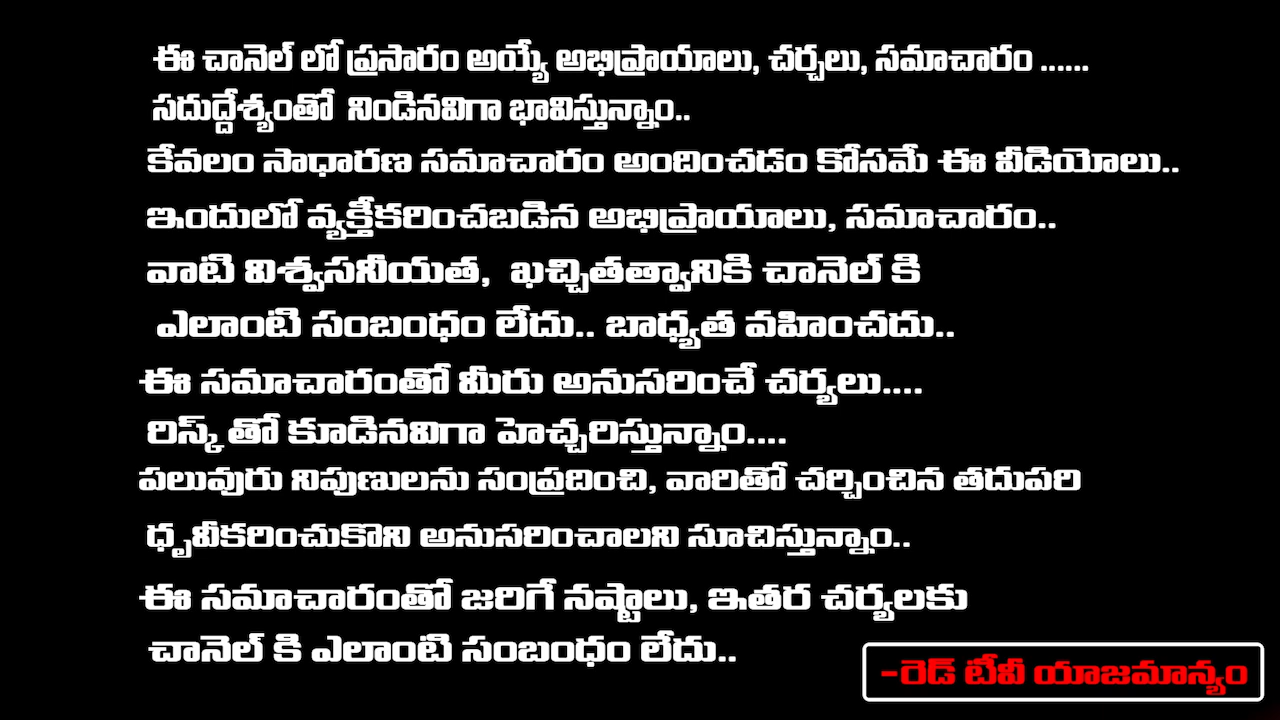 ఈ చానెల్ లో ప్రసారం అయ్యే అభిప్రాయాలు, చర్చలు, సమాచారం ......
సదుద్దేశ్యంతో నిండినవిగా భావిస్తున్నాం..
కేవలం సాధారణ సమాచారం అందించడం కోసమే ఈ వీడియోలు..
ఇందులో వ్యక్తీకరించబడిన అభిప్రాయాలు, సమాచారం..
వాటి విశ్వసనీయత, ఖచ్చితత్వానికి చానెల్ కి
ఎలాంటి సంబంధం లేదు.. బాధ్యత వహించదు..
ఈ సమాచారంతో మీరు అనుసరించే చర్యలు....
రిస్క్ తో కూడినవిగా హెచ్చరిస్తున్నాం....
పలువురు నిపుణులను సంప్రదించి, వారితో చర్చించిన తదుపరి
ధృవీకరించుకొని అనుసరించాలని సూచిస్తున్నాం..
ఈ సమాచారంతో జరిగే నష్టాలు, ఇతర చర్యలకు
చానెల్ కి ఎలాంటి సంబంధం లేదు..
-రెడ్ టీవీ యాజమాన్యం